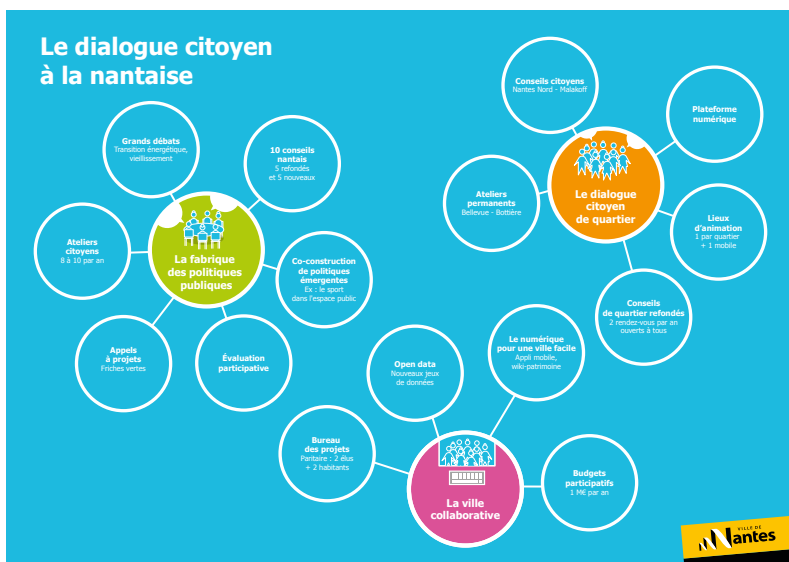 Le dialogue citoyen
à la nantaise
Grands débats
Transition énergétique,
vieillissement
10 conseils
nantais
5 refondés
et 5 nouveaux
Ateliers
citoyens
8 à 10 par an
La fabrique
des politiques
publiques
Co-construction
de politiques
émergentes
Ex : le sport
dans l'espace public
Appels
à projets
Friches vertes
Évaluation
participative
Conseils citoyens
Nantes Nord - Malakoff
Plateforme
numérique
Ateliers
permanents
Bellevue - Bottière
Le dialogue
citoyen
de quartier
Lieux
d'animation
1 par quartier
+ 1 mobile
Conseils
de quartier refondés
2 rendez-vous par an
ouverts à tous
Open data
Nouveaux jeux
de données
Le numérique
pour une ville facile
Appli mobile,
wiki-patrimoine
Bureau
des projets
Paritaire : 2 élus
+ 2 habitants
La ville
collaborative
Budgets
participatifs
1 M€ par an
VILLE DE
Nantes